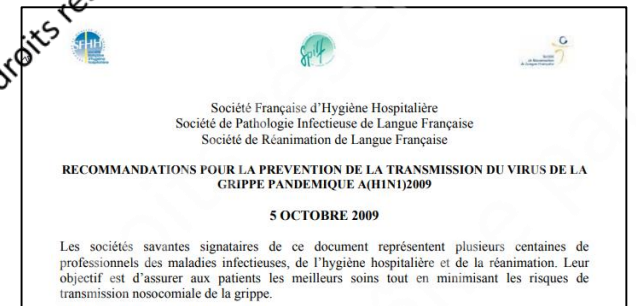 droits
SFHH
Spilf
Société Française d'Hygiène Hospitalière
Société de Pathologie Infectieuse de Langue Française
Société de Réanimation de Langue Française
RECOMMANDATIONS POUR LA PREVENTION DE LA TRANSMISSION DU VIRUS DE LA
GRIPPE PANDEMIQUE A(H1N1)2009
5 OCTOBRE 2009
Les sociétés savantes signataires de ce document représentent plusieurs centaines de
professionnels des maladies infectieuses, de l'hygiène hospitalière et de la réanimation. Leur
objectif est d'assurer aux patients les meilleurs soins tout en minimisant les risques de
transmission nosocomiale de la grippe.